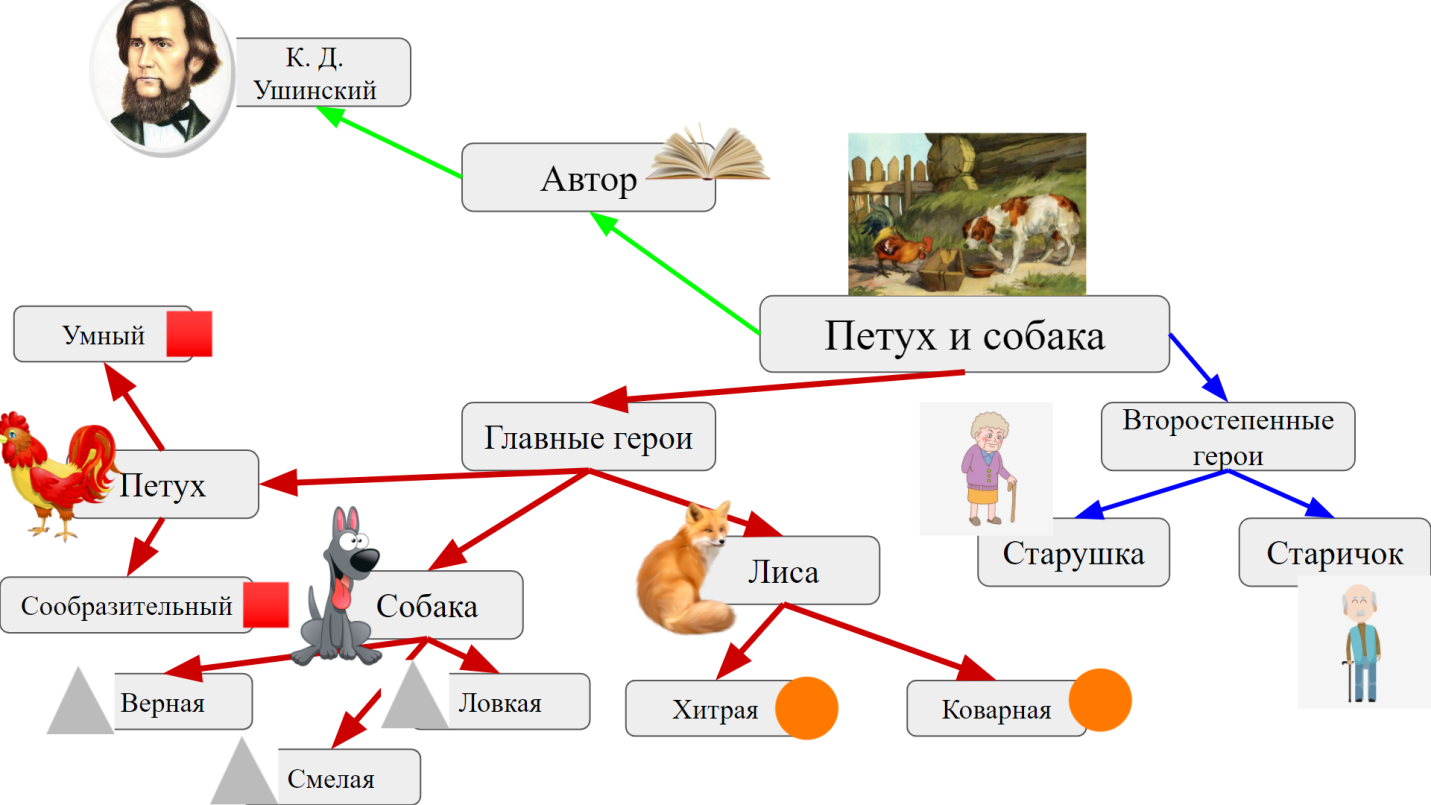 К. Д.
Ушинский
Автор
Петух и собака
Умный
Главные герои
Второстепенные
герои
Петух
Старушка
Старичок
Лиса
Сообразительный
Собака
Верная
Ловкая
Хитрая
Коварная
Смелая